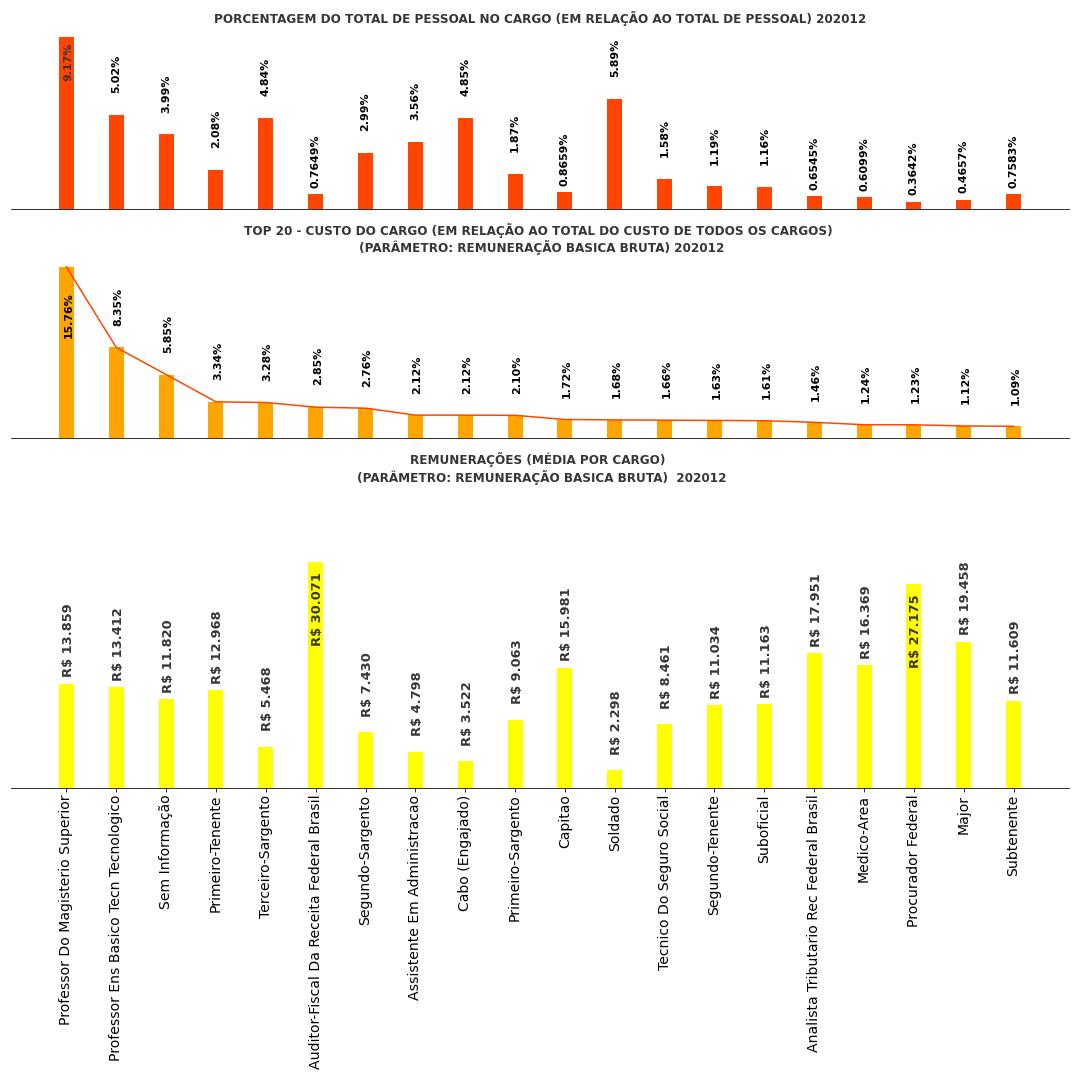 PORCENTAGEM DO TOTAL DE PESSOAL NO CARGO (EM RELAÇÃO AO TOTAL DE PESSOAL) 202012
9.17%
5.02%
3.99%
2.08%
4.84%
0.7649%
2.99%
3.56%
4.85%
1.87%
0.8659%
5.89%
1.58%
1.19%
1.16%
0.6545%
0.6099%
0.3642%
0.4657%
0.7583%
TOP 20 - CUSTO DO CARGO (EM RELAÇÃO AO TOTAL DO CUSTO DE TODOS OS CARGOS)
(PARÂMETRO: REMUNERAÇÃO BASICA BRUTA) 202012
15.76%
8.35%
5.85%
3.34%
3.28%
2.85%
2.76%
2.12%
2.12%
2.10%
1.72%
1.68%
1.66%
1.63%
1.61%
1.46%
1.24%
1.23%
1.12%
1.09%
REMUNERAÇÕES (MÉDIA POR CARGO)
(PARÂMETRO: REMUNERAÇÃO BASICA BRUTA)  202012
R$ 13.859
R$ 13.412
R$ 11.820
R$ 12.968
R$ 5.468
R$ 30.071
R$ 7.430
R$ 4.798
R$ 3.522
R$ 9.063
R$ 15.981
R$ 2.298
R$ 8.461
R$ 11.034
R$ 11.163
R$ 17.951
R$ 16.369
R$ 27.175
R$ 19.458
R$ 11.609
Professor Do Magisterio Superior
Professor Ens Basico Tecn Tecnologico
Sem Informação
Primeiro-Tenente
Terceiro-Sargento
Auditor-Fiscal Da Receita Federal Brasil
Segundo-Sargento
Assistente Em Administracao
Cabo (Engajado)
Primeiro-Sargento
Capitao
Soldado
Tecnico Do Seguro Social
Segundo-Tenente
Suboficial
Analista Tributario Rec Federal Brasil
Medico-Area
Procurador Federal
Major
Subtenente